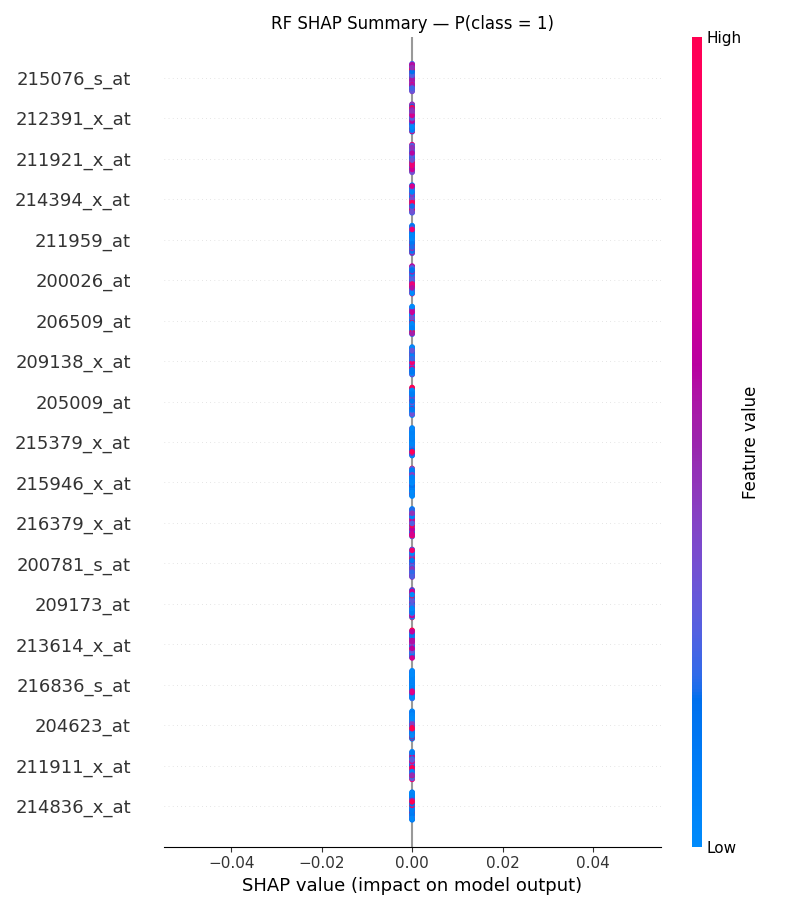 RF SHAP Summary — P(class = 1)
High
215076_s_at
212391_x_at
211921_x_at
214394_x_at
211959_at
200026_at
206509_at
209138_x_at
205009_at
215379_x_at
215946_x_at
216379_x_at
200781_s_at
209173_at
213614_x_at
216836_s_at
204623_at
211911_x_at
214836_x_at
Feature value
Low
−0.04 −0.02 0.00 0.02 0.04
SHAP value (impact on model output)